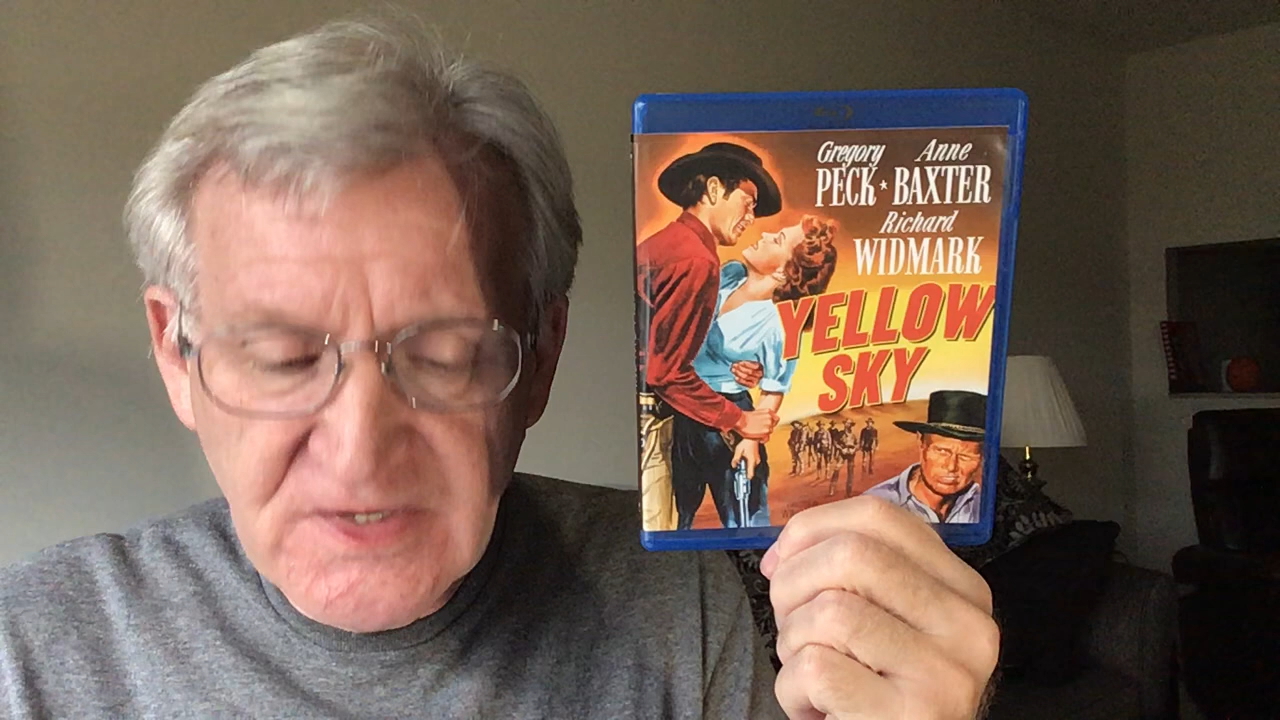 Gregory Anne
PECK ★ BAXTER
Richard
WIDMARK
YELLOW
SKY